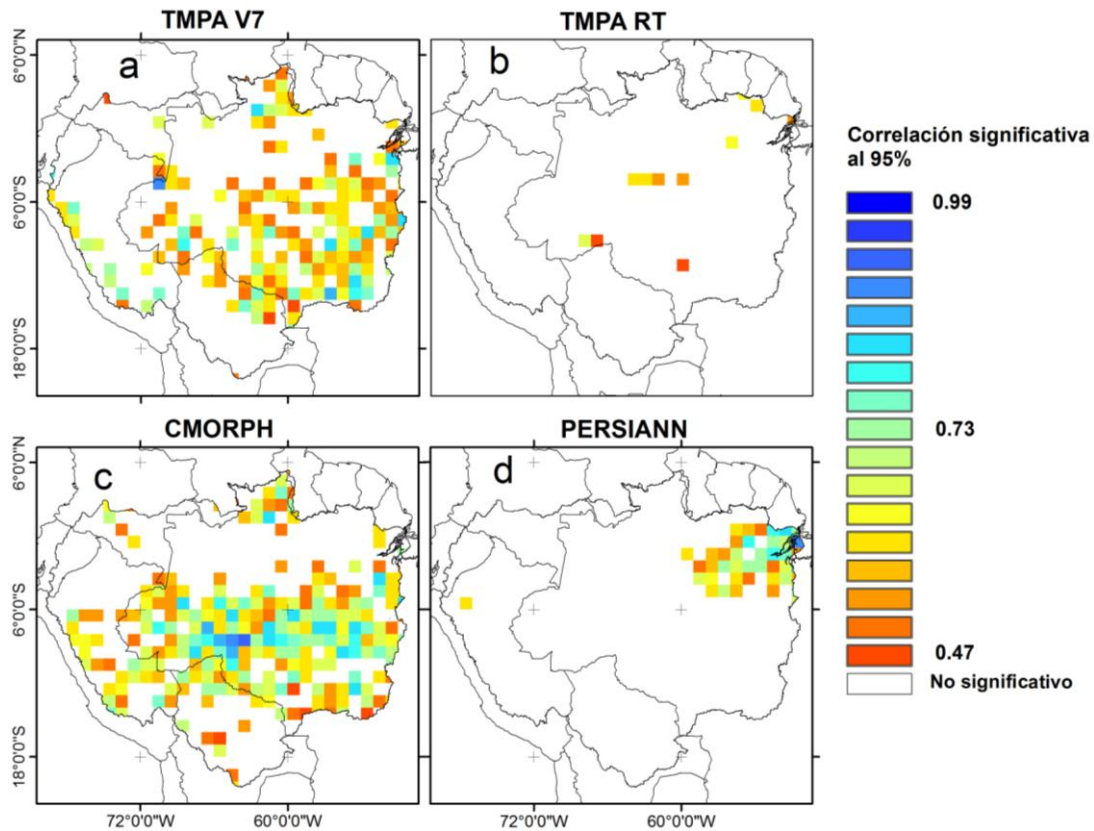 TMPA V7
TMPA RT
6°0'0"N
a
b
6°0'0"S
18°0'0"S
CMORPH
PERSIANN
6°0'0"N
c
d
6°0'0"S
18°0'0"S
72°0'0"W
60°0'0"W
72°0'0"W
60°0'0"W
Correlación significativa
al 95%
0.99
0.73
0.47
No significativo